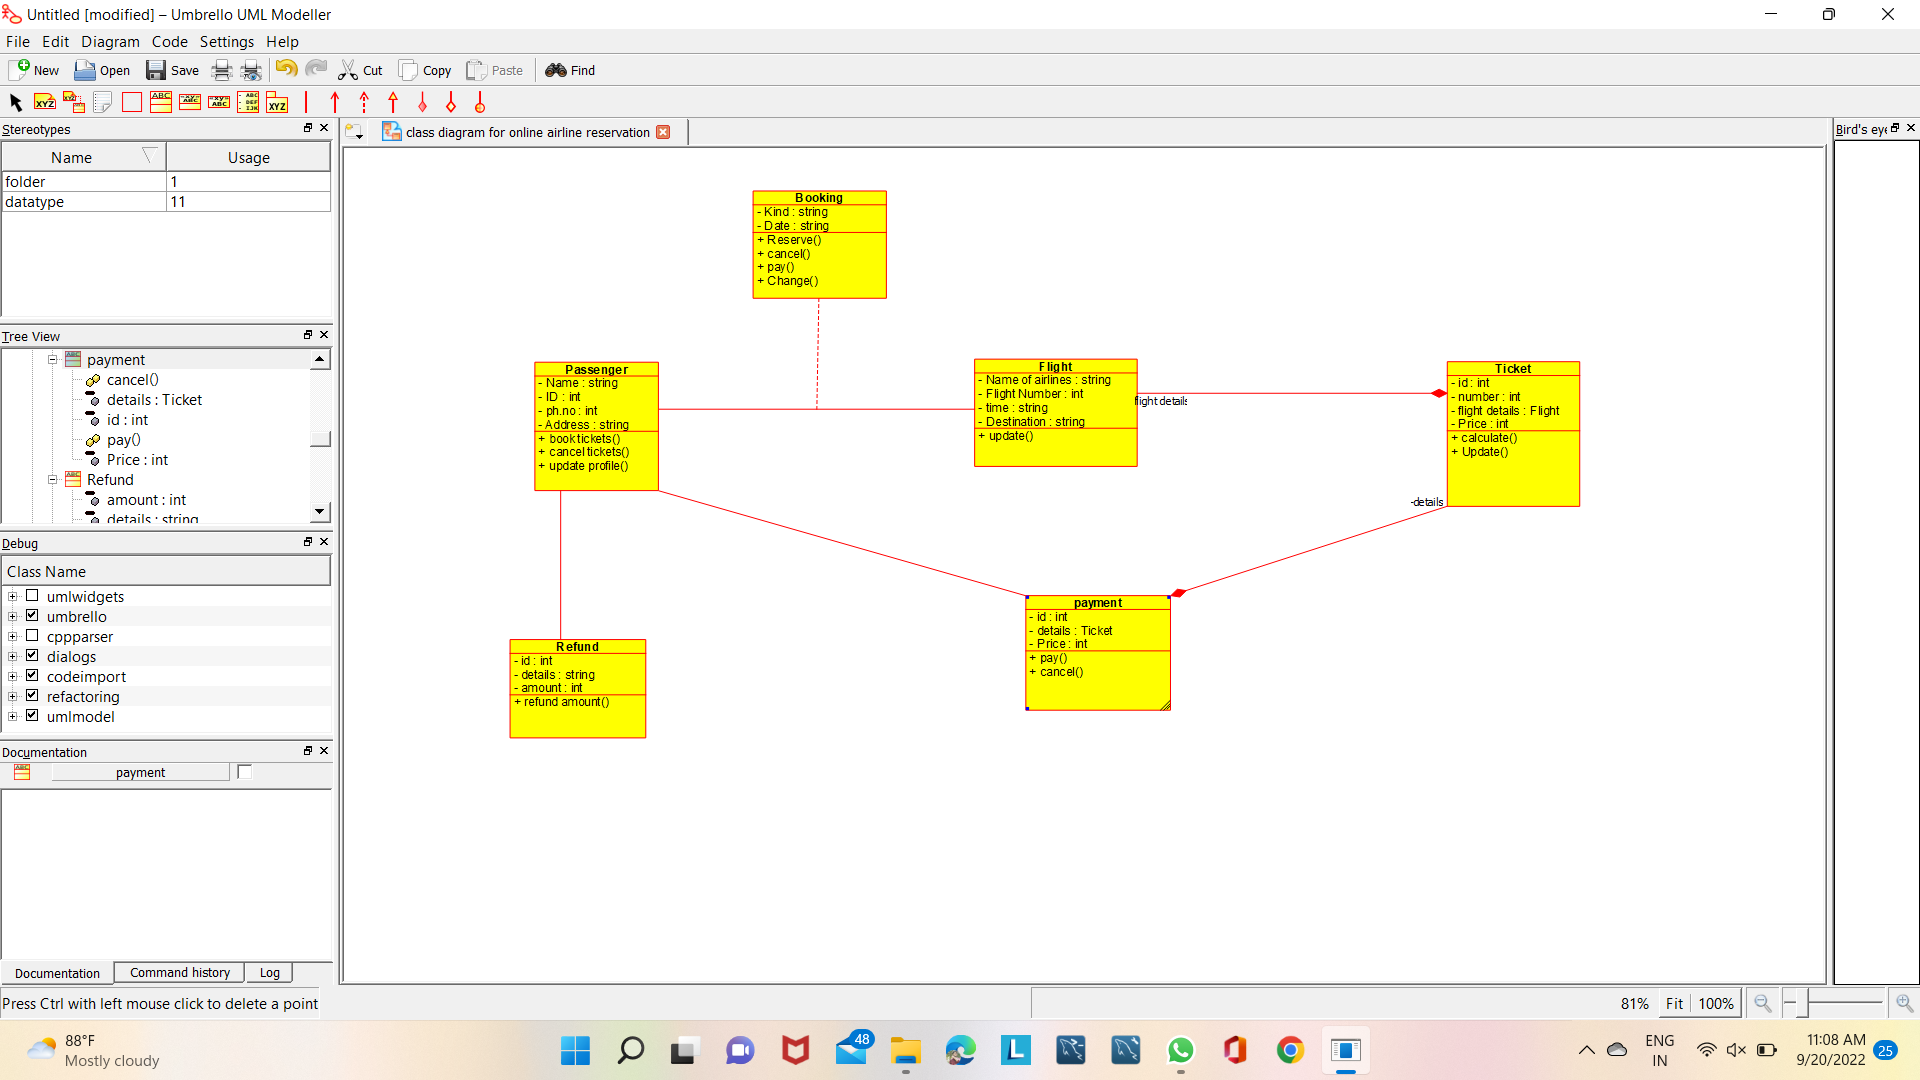 Untitled [modified] – Umbrello UML Modeller
File Edit Diagram Code Settings Help
New Open Save Cut Copy Paste Find
Stereotypes
Name Usage
folder 1
datatype 11
Tree View
payment
cancel()
details : Ticket
id : int
pay()
Price : int
Refund
amount : int
details : string
Debug
Class Name
umlwidgets
umbrello
cppparser
dialogs
codeimport
refactoring
umlmodel
Documentation
payment
Documentation Command history Log
Press Ctrl with left mouse click to delete a point
class diagram for online airline reservation
Bird's eye
Booking
- Kind : string
- Date : string
+ Reserve()
+ cancel()
+ pay()
+ Change()
Passenger
- Name : string
- ID : int
- ph.no : int
- Address : string
+ book tickets()
+ cancel tickets()
+ update profile()
Flight
- Name of airlines : string
- Flight Number : int
- time : string
- Destination : string
+ update()
flight details
Ticket
- id : int
- number : int
- flight details : Flight
- Price : int
+ calculate()
+ Update()
-details
payment
- id : int
- details : Ticket
- Price : int
+ pay()
+ cancel()
Refund
- id : int
- details : string
- amount : int
+ refund amount()
81% Fit 100%
88°F
Mostly cloudy
48
ENG
IN
11:08 AM
9/20/2022
25